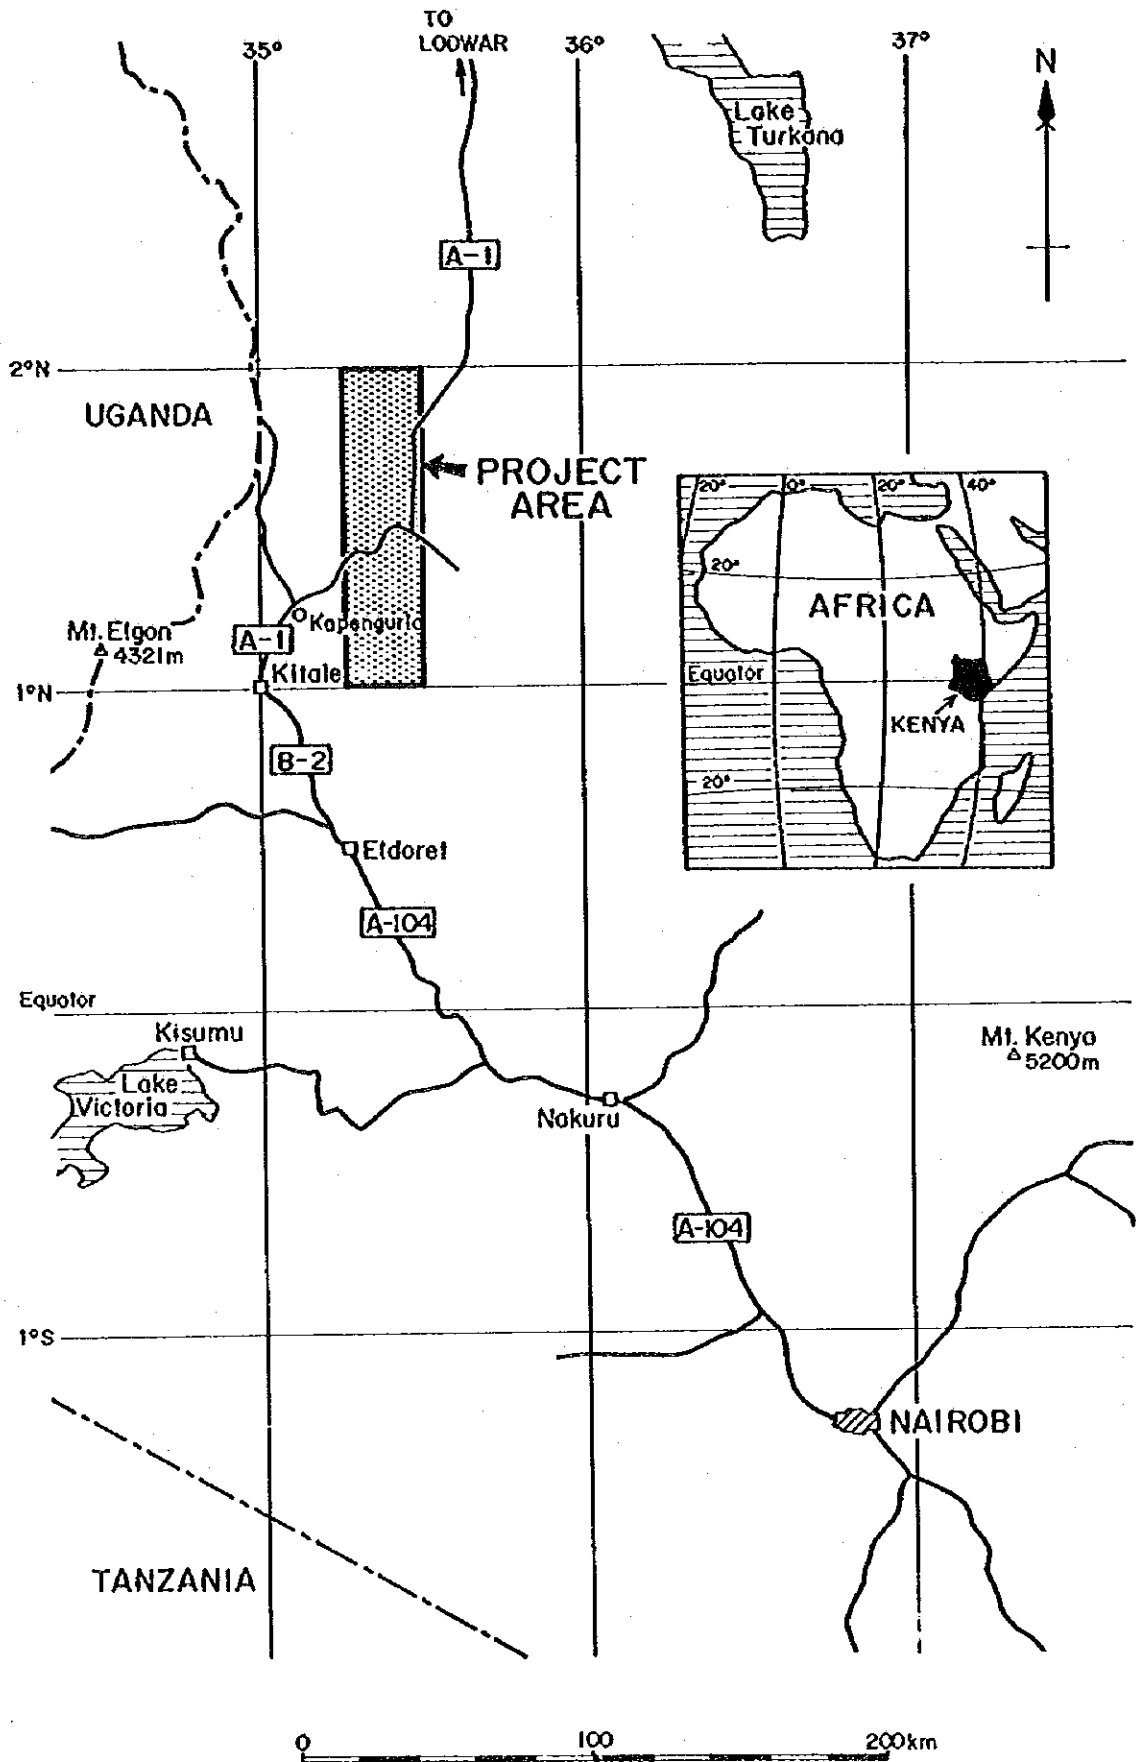 TO
LODWAR
35°
36°
37°
N
Lake
Turkana
A-1
2°N
UGANDA
PROJECT
AREA
20°
0°
20°
40°
20°
AFRICA
Equator
KENYA
20°
Kapenguria
Mt. Elgon
4321m
A-1
Kitale
1°N
B-2
Eldoret
A-104
Equator
Kisumu
Lake
Victoria
Mt. Kenya
5200m
Nakuru
A-104
1°S
NAIROBI
TANZANIA
0
100
200km